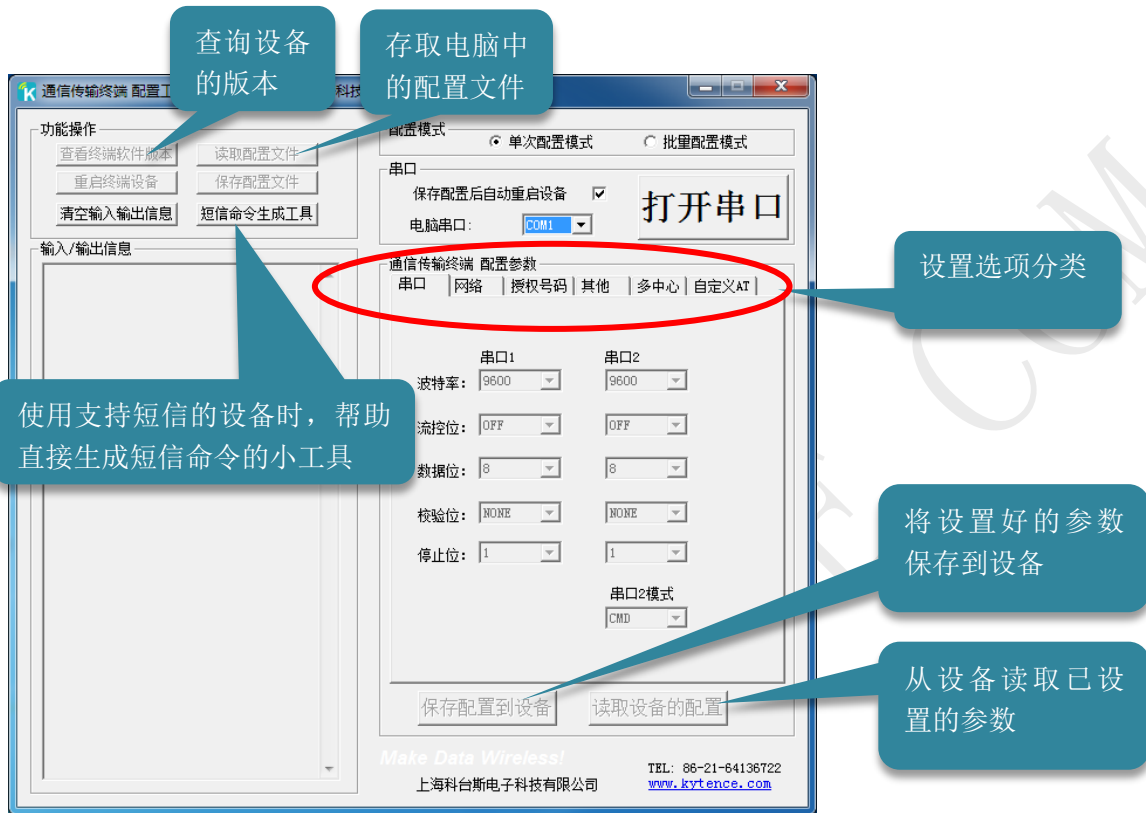 查询设备
的版本
存取电脑中
的配置文件
通信传输终端 配置工
科技
功能操作
查看终端软件版本
读取配置文件
重启终端设备
保存配置文件
清空输入输出信息
短信命令生成工具
输入/输出信息
配置模式
单次配置模式
批量配置模式
串口
保存配置后自动重启设备
电脑串口:
COM1
打开串口
通信传输终端 配置参数
串口
网络
授权号码
其他
多中心
自定义AT
设置选项分类
串口1
串口2
波特率:
9600
9600
流控位:
OFF
OFF
数据位:
8
8
校验位:
NONE
NONE
停止位:
1
1
串口2模式
CMD
使用支持短信的设备时，帮助
直接生成短信命令的小工具
将设置好的参数
保存到设备
从设备读取已设
置的参数
保存配置到设备
读取设备的配置
Make Data Wireless!
上海科台斯电子科技有限公司
TEL: 86-21-64136722
www.kytence.com